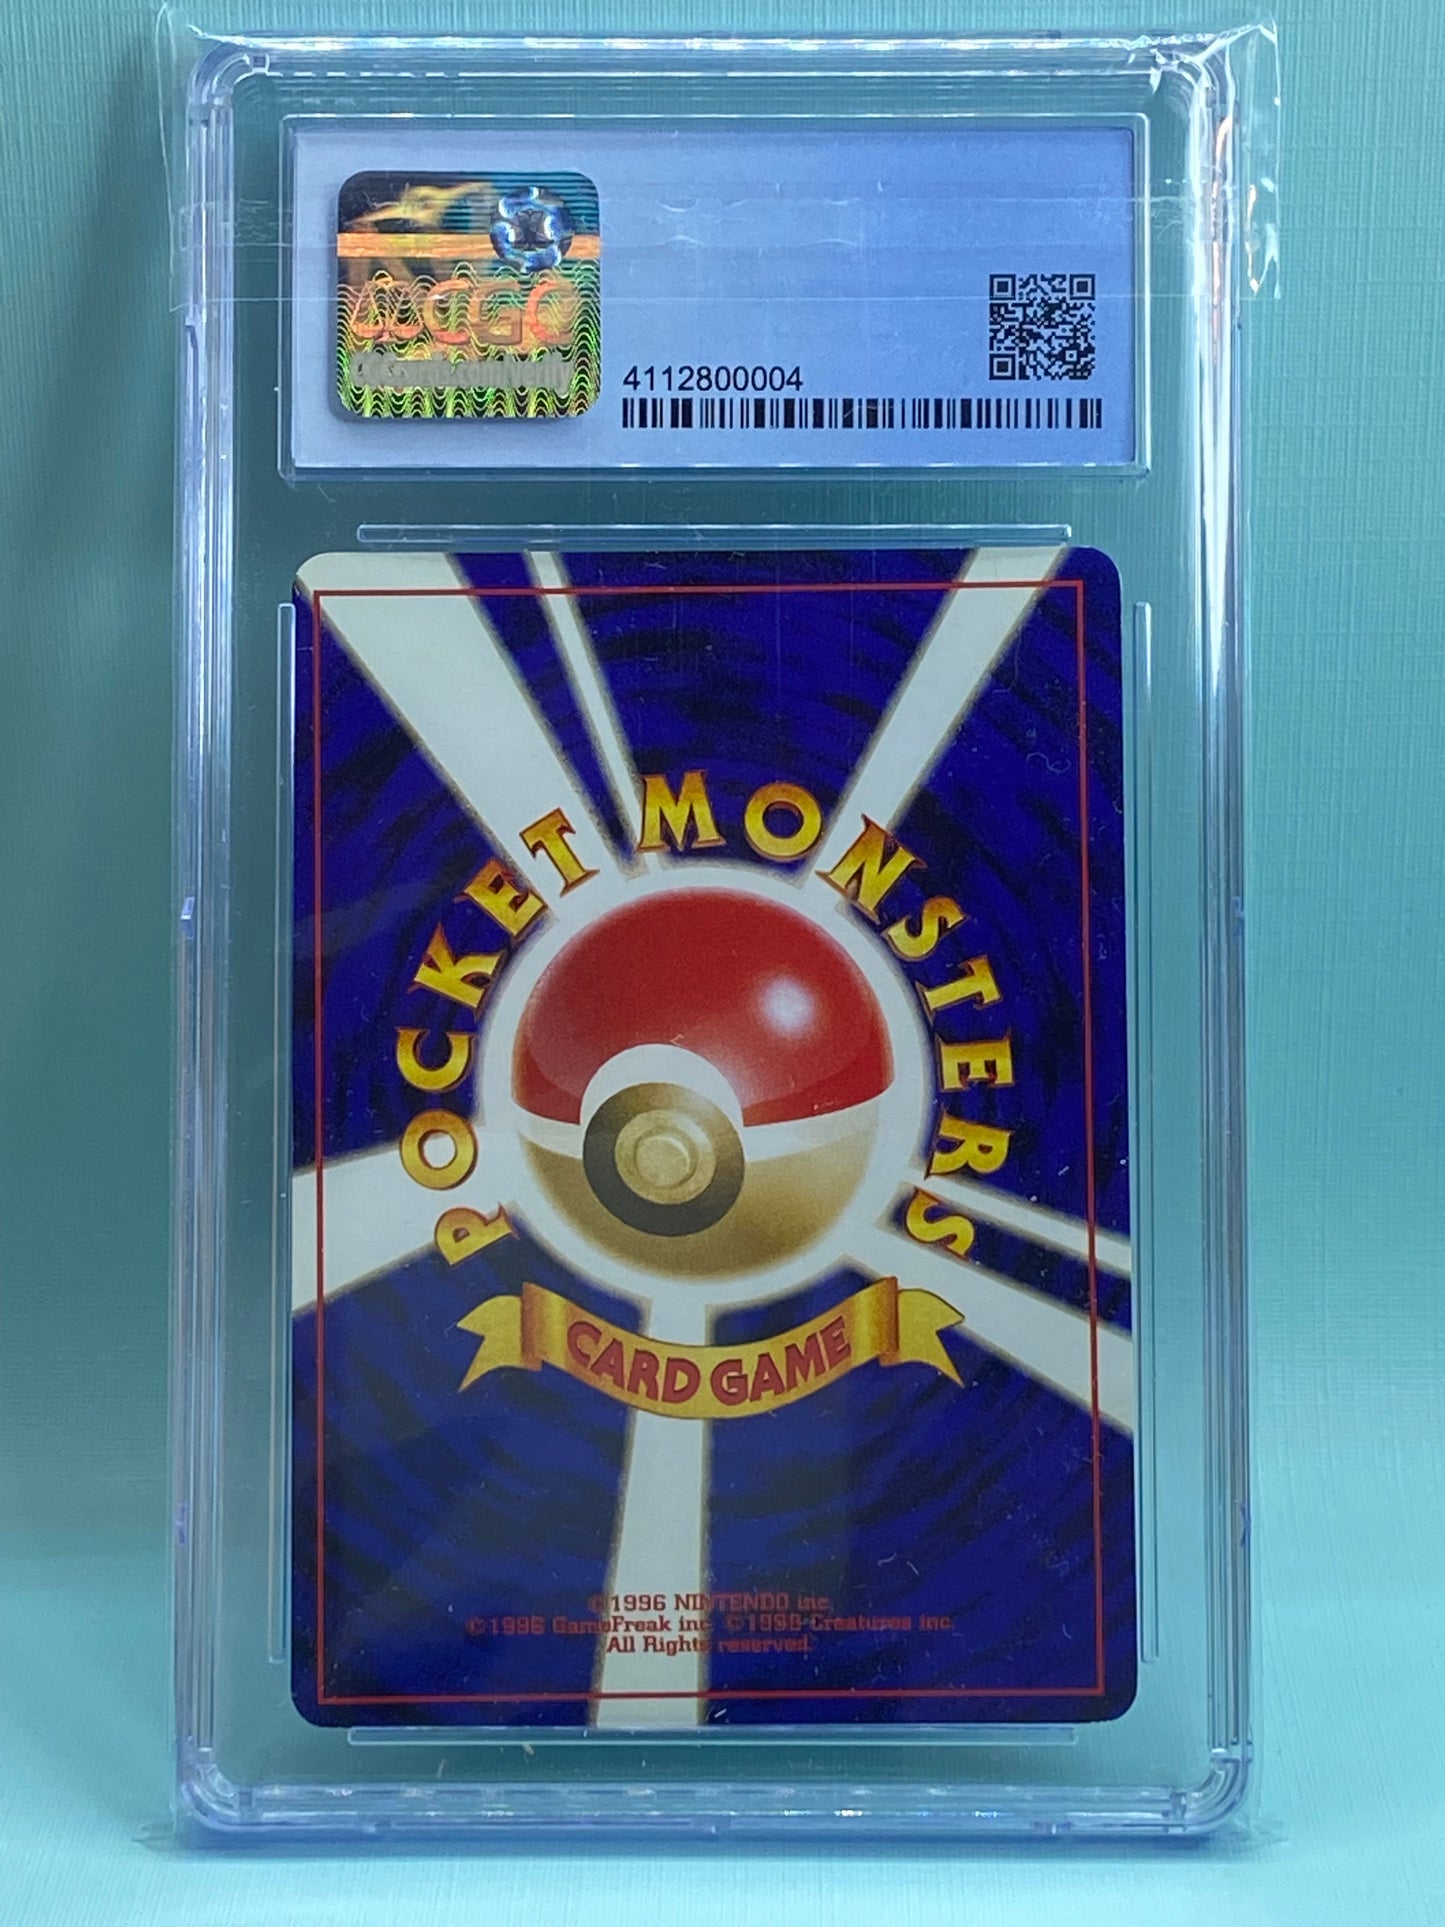 CGC
4112800004
POCKET MONSTERS
CARD GAME
©1996 NINTENDO inc.
©1996 GameFreak inc. ©1996 Creatures inc.
All Rights reserved.